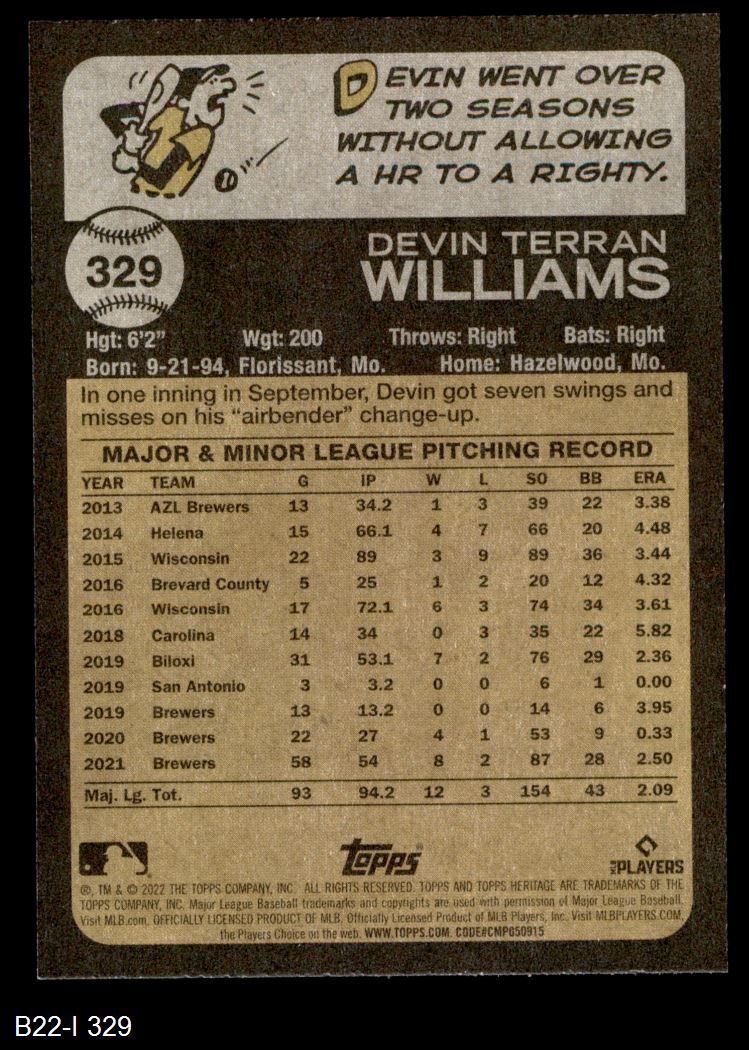 DEVIN WENT OVER
TWO SEASONS
WITHOUT ALLOWING
A HR TO A RIGHTY.
329
DEVIN TERRAN
WILLIAMS
Hgt: 6'2" Wgt: 200 Throws: Right Bats: Right
Born: 9-21-94, Florissant, Mo. Home: Hazelwood, Mo.
In one inning in September, Devin got seven swings and
misses on his "airbender" change-up.
MAJOR & MINOR LEAGUE PITCHING RECORD
YEAR TEAM G IP W L SO BB ERA
2013 AZL Brewers 13 34.2 1 3 39 22 3.38
2014 Helena 15 66.1 4 7 66 20 4.48
2015 Wisconsin 22 89 3 9 89 36 3.44
2016 Brevard County 5 25 1 2 20 12 4.32
2016 Wisconsin 17 72.1 6 3 74 34 3.61
2018 Carolina 14 34 0 3 35 22 5.82
2019 Biloxi 31 53.1 7 2 76 29 2.36
2019 San Antonio 3 3.2 0 0 6 1 0.00
2019 Brewers 13 13.2 0 0 14 6 3.95
2020 Brewers 22 27 4 1 53 9 0.33
2021 Brewers 58 54 8 2 87 28 2.50
Maj. Lg. Tot. 93 94.2 12 3 154 43 2.09
Topps
MLB PLAYERS
®, TM & © 2022 THE TOPPS COMPANY, INC. ALL RIGHTS RESERVED. TOPPS AND TOPPS HERITAGE ARE TRADEMARKS OF THE
TOPPS COMPANY, INC. Major League Baseball trademarks and copyrights are used with permission of Major League Baseball.
Visit MLB.com. OFFICIALLY LICENSED PRODUCT OF MLB. Officially Licensed Product of MLB Players, Inc. Visit MLBPLAYERS.COM,
the Players Choice on the web. WWW.TOPPS.COM. CODE#CMP050915
B22-I 329